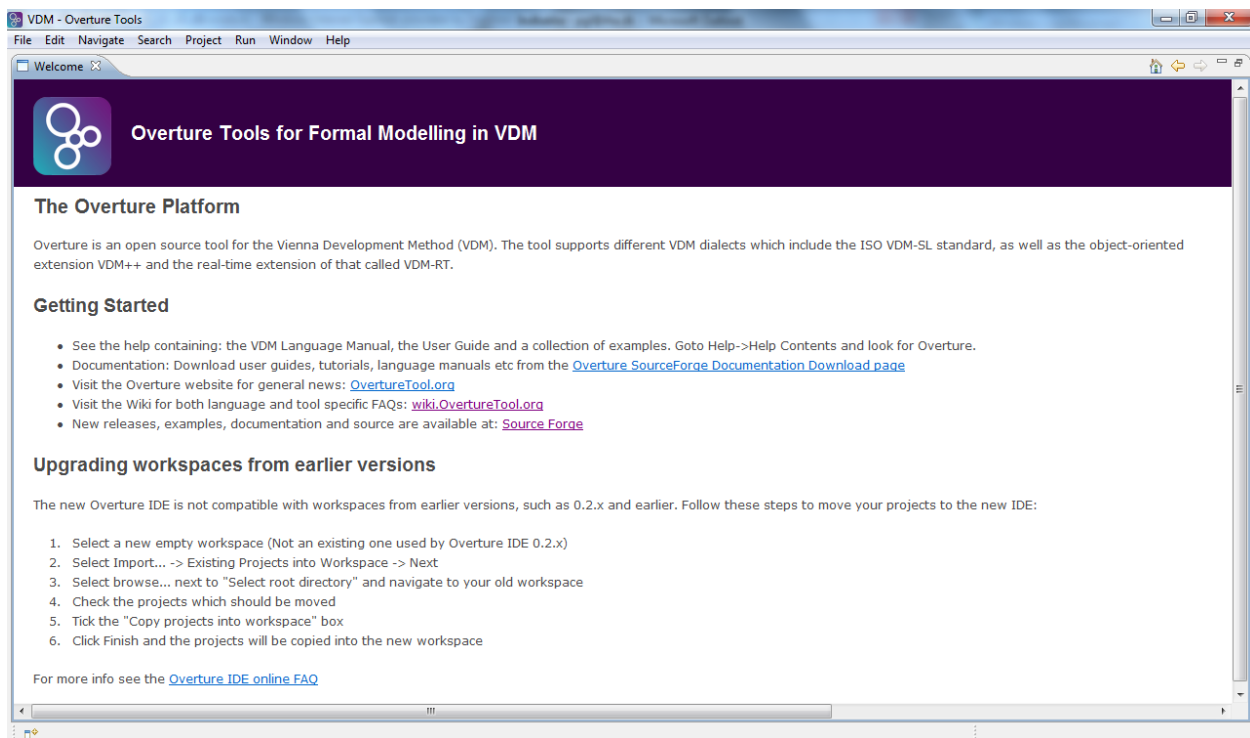 VDM - Overture Tools
File Edit Navigate Search Project Run Window Help
Welcome
Overture Tools for Formal Modelling in VDM
The Overture Platform
Overture is an open source tool for the Vienna Development Method (VDM). The tool supports different VDM dialects which include the ISO VDM-SL standard, as well as the object-oriented
extension VDM++ and the real-time extension of that called VDM-RT.
Getting Started
• See the help containing: the VDM Language Manual, the User Guide and a collection of examples. Goto Help->Help Contents and look for Overture.
• Documentation: Download user guides, tutorials, language manuals etc from the Overture SourceForge Documentation Download page
• Visit the Overture website for general news: OvertureTool.org
• Visit the Wiki for both language and tool specific FAQs: wiki.OvertureTool.org
• New releases, examples, documentation and source are available at: Source Forge
Upgrading workspaces from earlier versions
The new Overture IDE is not compatible with workspaces from earlier versions, such as 0.2.x and earlier. Follow these steps to move your projects to the new IDE:
1. Select a new empty workspace (Not an existing one used by Overture IDE 0.2.x)
2. Select Import... -> Existing Projects into Workspace -> Next
3. Select browse... next to "Select root directory" and navigate to your old workspace
4. Check the projects which should be moved
5. Tick the "Copy projects into workspace" box
6. Click Finish and the projects will be copied into the new workspace
For more info see the Overture IDE online FAQ